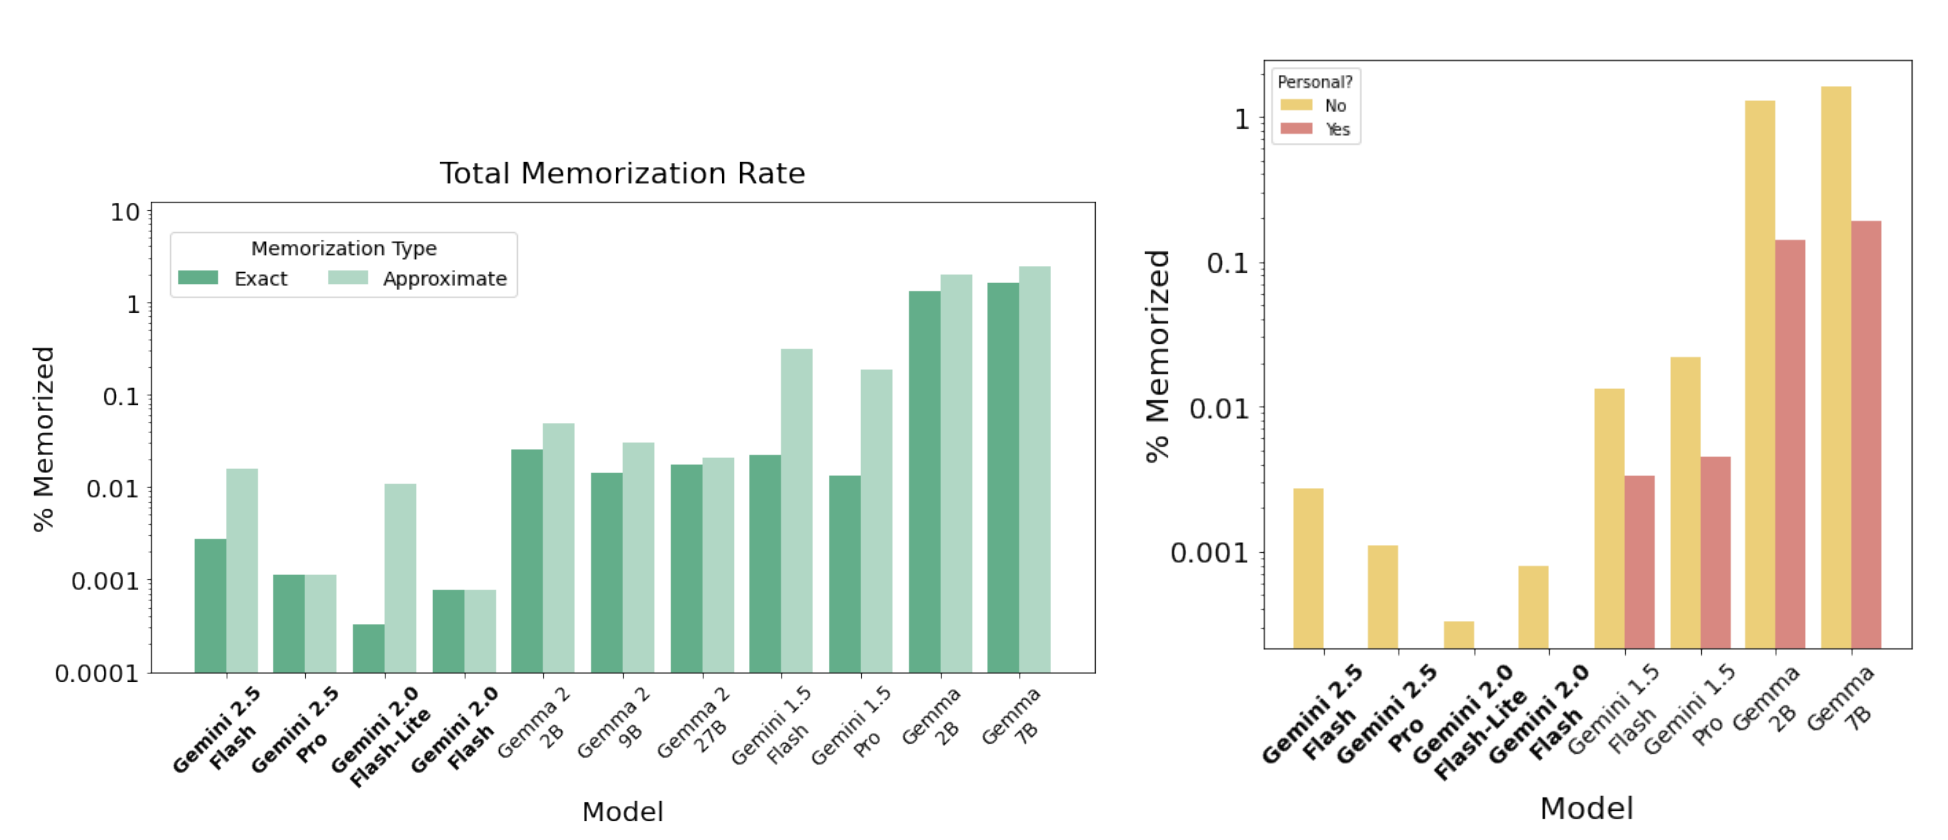 Total Memorization Rate
% Memorized
10
1
0.1
0.01
0.001
0.0001
Memorization Type
Exact
Approximate
Gemini 2.5
Flash
Gemini 2.5
Pro
Gemini 2.0
Flash-Lite
Gemini 2.0
Flash
Gemma 2
2B
Gemma 2
9B
Gemma 2
27B
Gemini 1.5
Flash
Gemini 1.5
Pro
Gemma
2B
Gemma
7B
Model
% Memorized
1
0.1
0.01
0.001
Personal?
No
Yes
Gemini 2.5
Flash
Gemini 2.5
Pro
Gemini 2.0
Flash-Lite
Gemini 2.0
Flash
Gemini 1.5
Flash
Gemini 1.5
Pro
Gemma
2B
Gemma
7B
Model